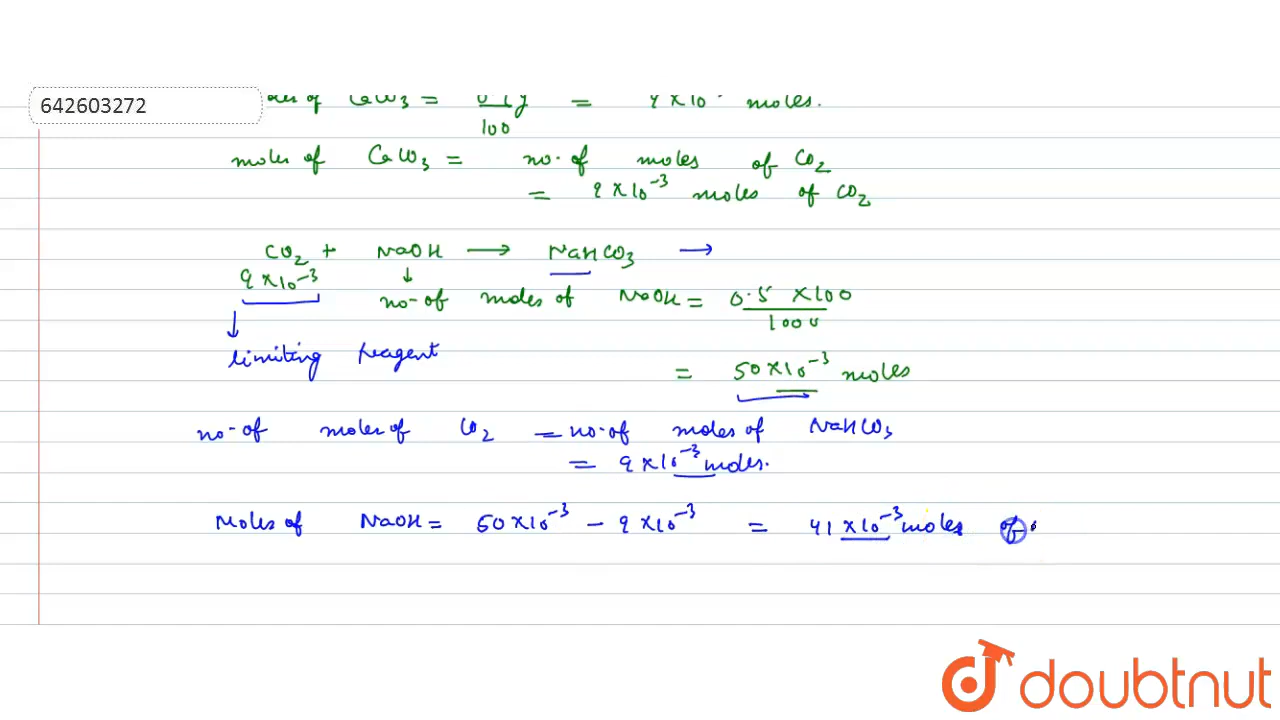 642603272
moles of CaCO3 = no. of moles of CO2
= 9 × 10⁻³ moles of CO2
CO2 + NaOH → NaHCO3 →
9 × 10⁻³ ↓
no-of moles of NaOH = 0.5 × 100
1000
↓
limiting reagent
= 50 × 10⁻³ moles
no-of moles of CO2 = no-of moles of NaHCO3
= 9 × 10⁻³ moles.
Moles of NaOH = 50 × 10⁻³ - 9 × 10⁻³ = 41 × 10⁻³ moles of
doubtnut